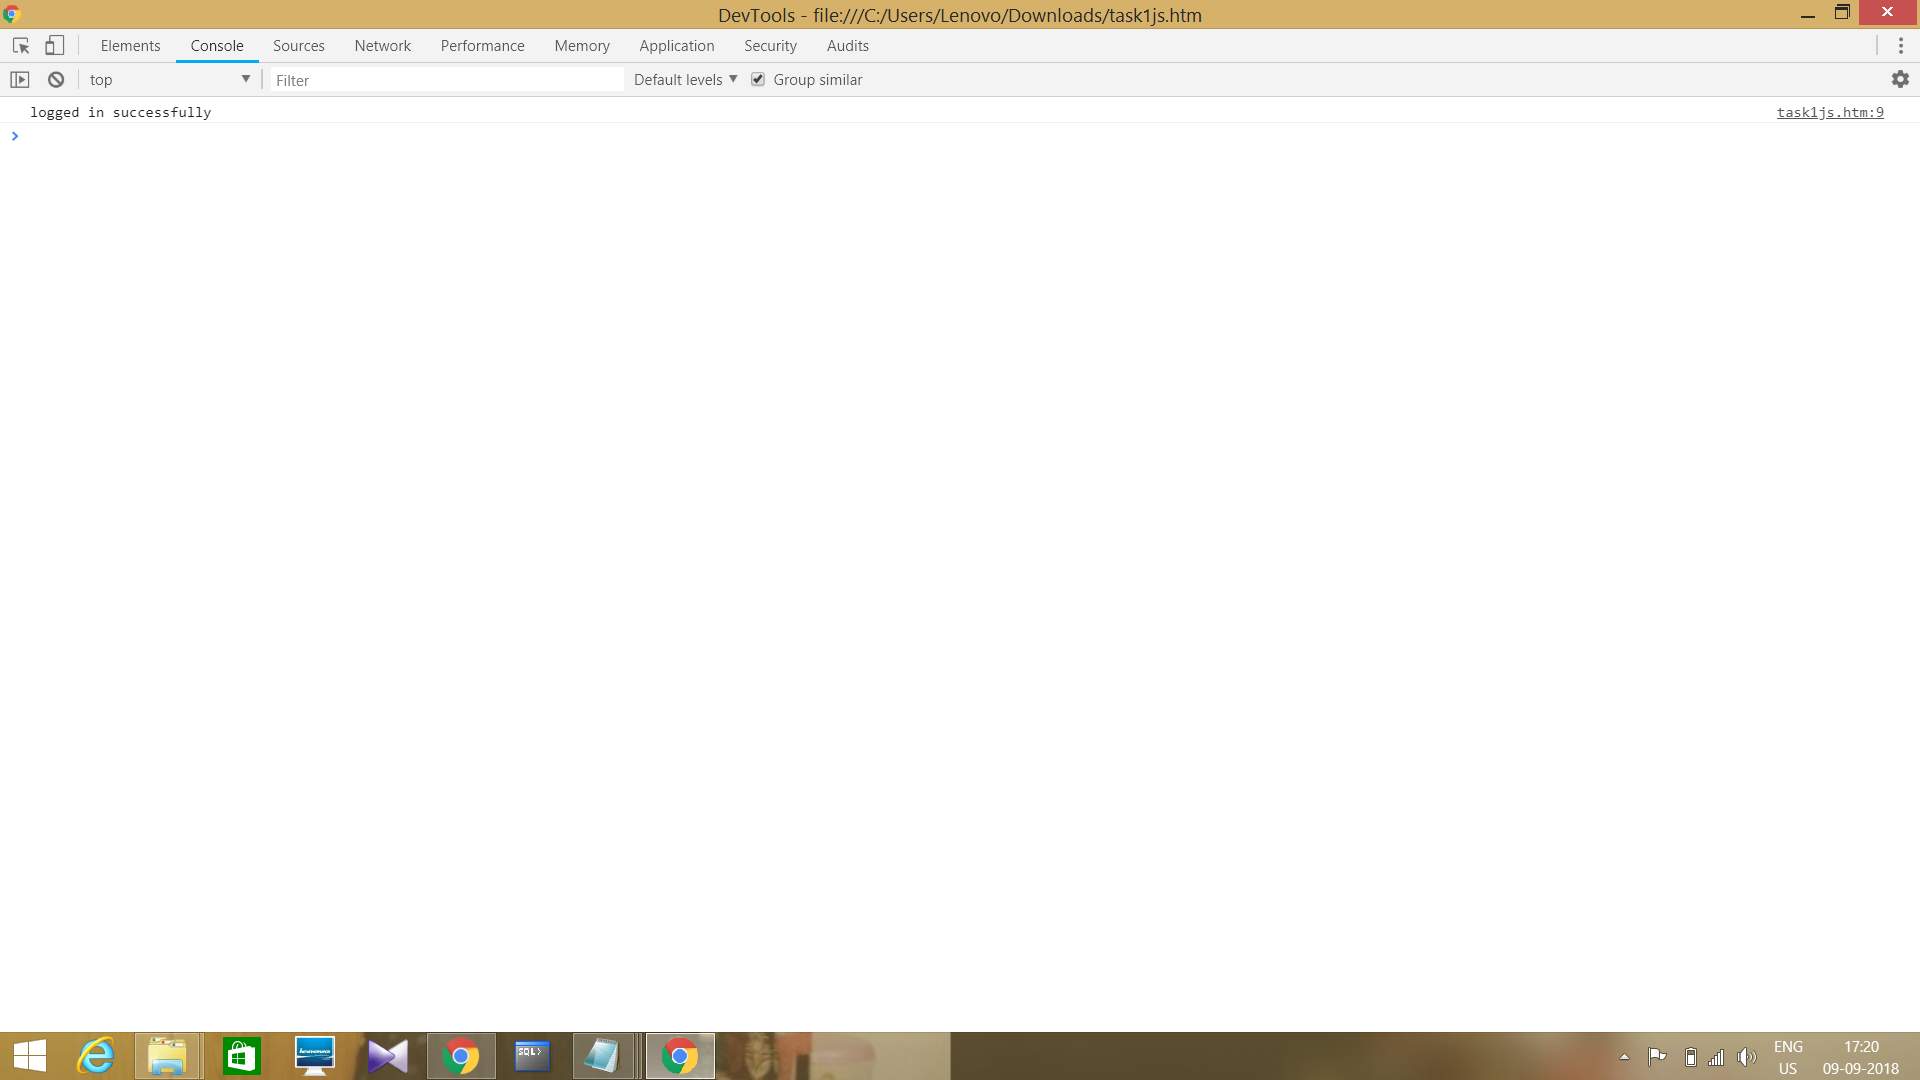 DevTools - file:///C:/Users/Lenovo/Downloads/task1js.htm
Elements Console Sources Network Performance Memory Application Security Audits
top Filter Default levels Group similar
logged in successfully task1js.htm:9
SQL>
ENG 17:20
US 09-09-2018